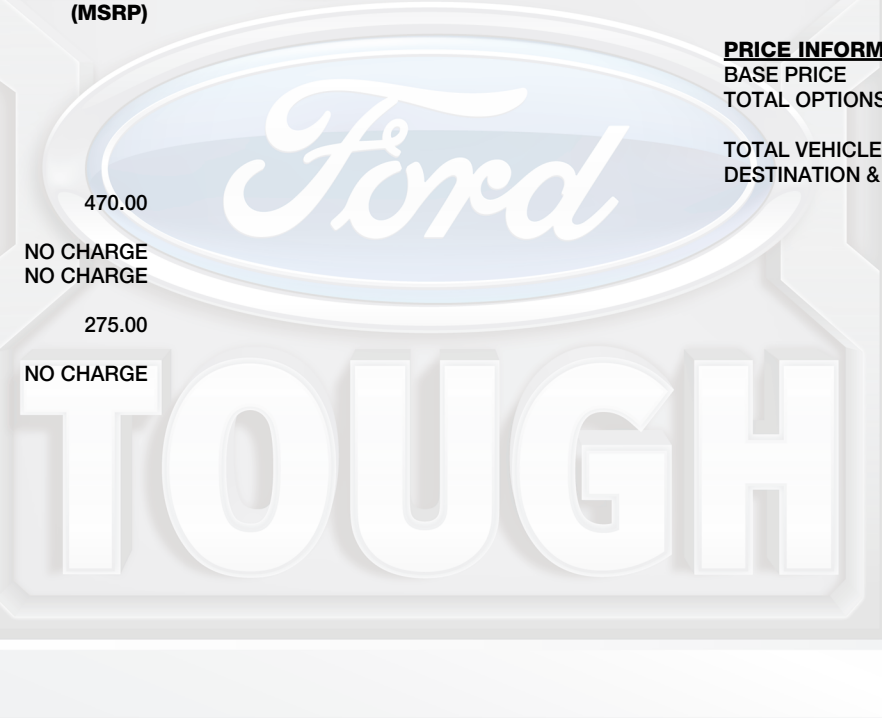 (MSRP)
470.00
NO CHARGE
NO CHARGE
275.00
NO CHARGE
PRICE INFORM
BASE PRICE
TOTAL OPTIONS
TOTAL VEHICLE
DESTINATION &
Ford
TOUGH